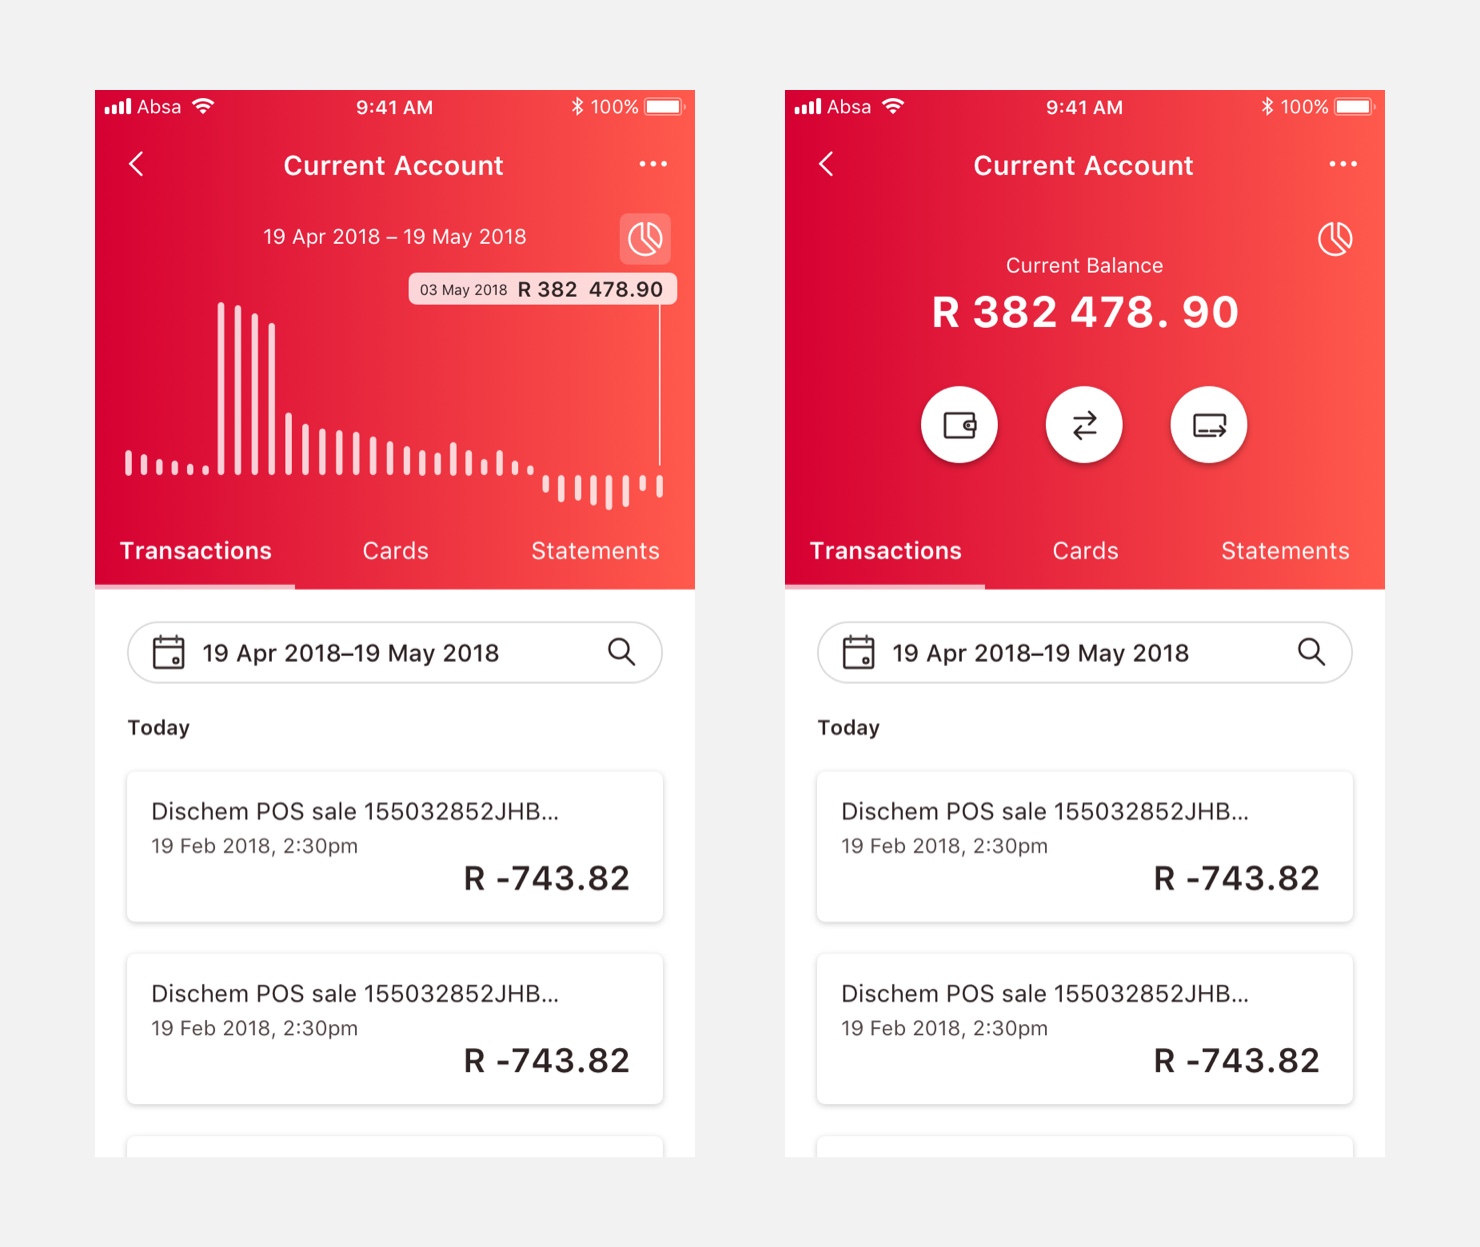 Absa
9:41 AM
100%
Current Account
19 Apr 2018 – 19 May 2018
03 May 2018 R 382 478.90
Transactions
Cards
Statements
19 Apr 2018–19 May 2018
Today
Dischem POS sale 155032852JHB...
19 Feb 2018, 2:30pm
R -743.82
Dischem POS sale 155032852JHB...
19 Feb 2018, 2:30pm
R -743.82
Absa
9:41 AM
100%
Current Account
Current Balance
R 382 478. 90
Transactions
Cards
Statements
19 Apr 2018–19 May 2018
Today
Dischem POS sale 155032852JHB...
19 Feb 2018, 2:30pm
R -743.82
Dischem POS sale 155032852JHB...
19 Feb 2018, 2:30pm
R -743.82